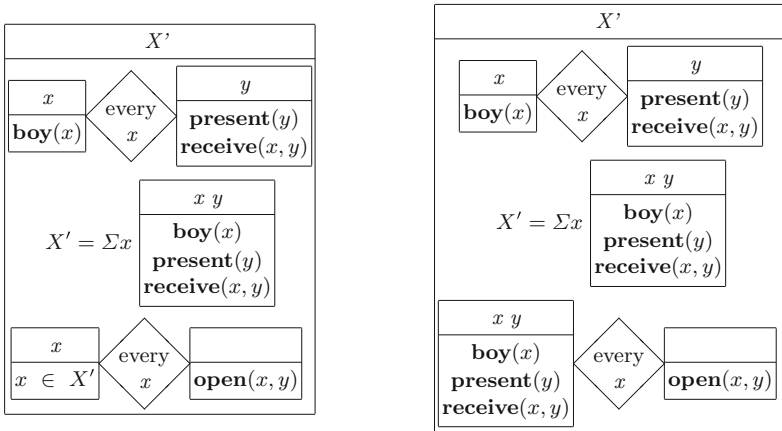 X'
x
boy(x)
every
x
y
present(y)
receive(x, y)
X′ = Σx
x y
boy(x)
present(y)
receive(x, y)
x
x ∈ X′
every
x
open(x, y)
X'
x
boy(x)
every
x
y
present(y)
receive(x, y)
X′ = Σx
x y
boy(x)
present(y)
receive(x, y)
x y
boy(x)
present(y)
receive(x, y)
every
x
open(x, y)